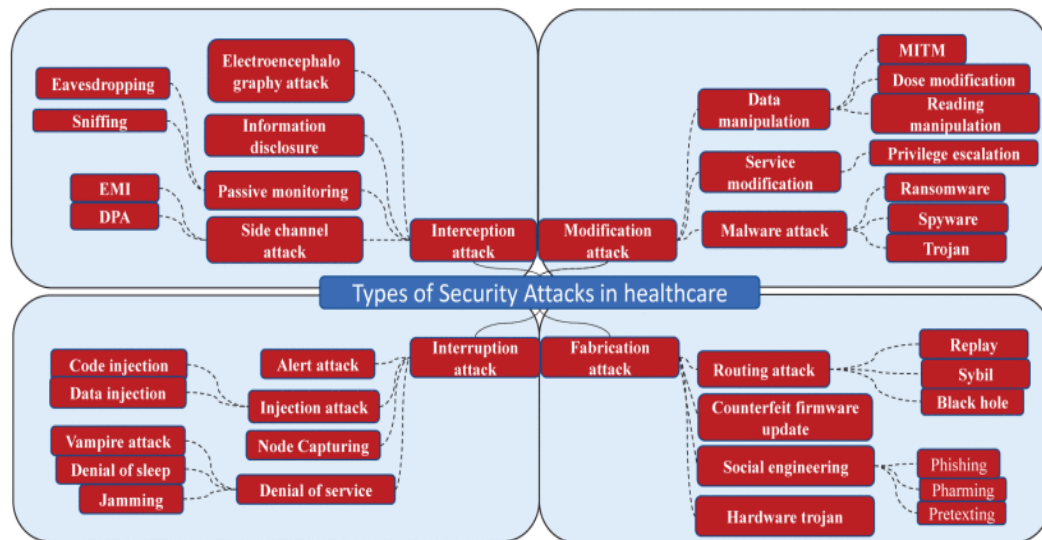 Electroencephalo
graphy attack
Eavesdropping
Sniffing
Information
disclosure
EMI
DPA
Passive monitoring
Side channel
attack
Interception
attack
MITM
Dose modification
Reading
manipulation
Data
manipulation
Privilege escalation
Service
modification
Ransomware
Spyware
Trojan
Malware attack
Modification
attack
Types of Security Attacks in healthcare
Interruption
attack
Alert attack
Code injection
Data injection
Injection attack
Node Capturing
Vampire attack
Denial of sleep
Jamming
Denial of service
Fabrication
attack
Routing attack
Replay
Sybil
Black hole
Counterfeit firmware
update
Social engineering
Phishing
Pharming
Pretexting
Hardware trojan